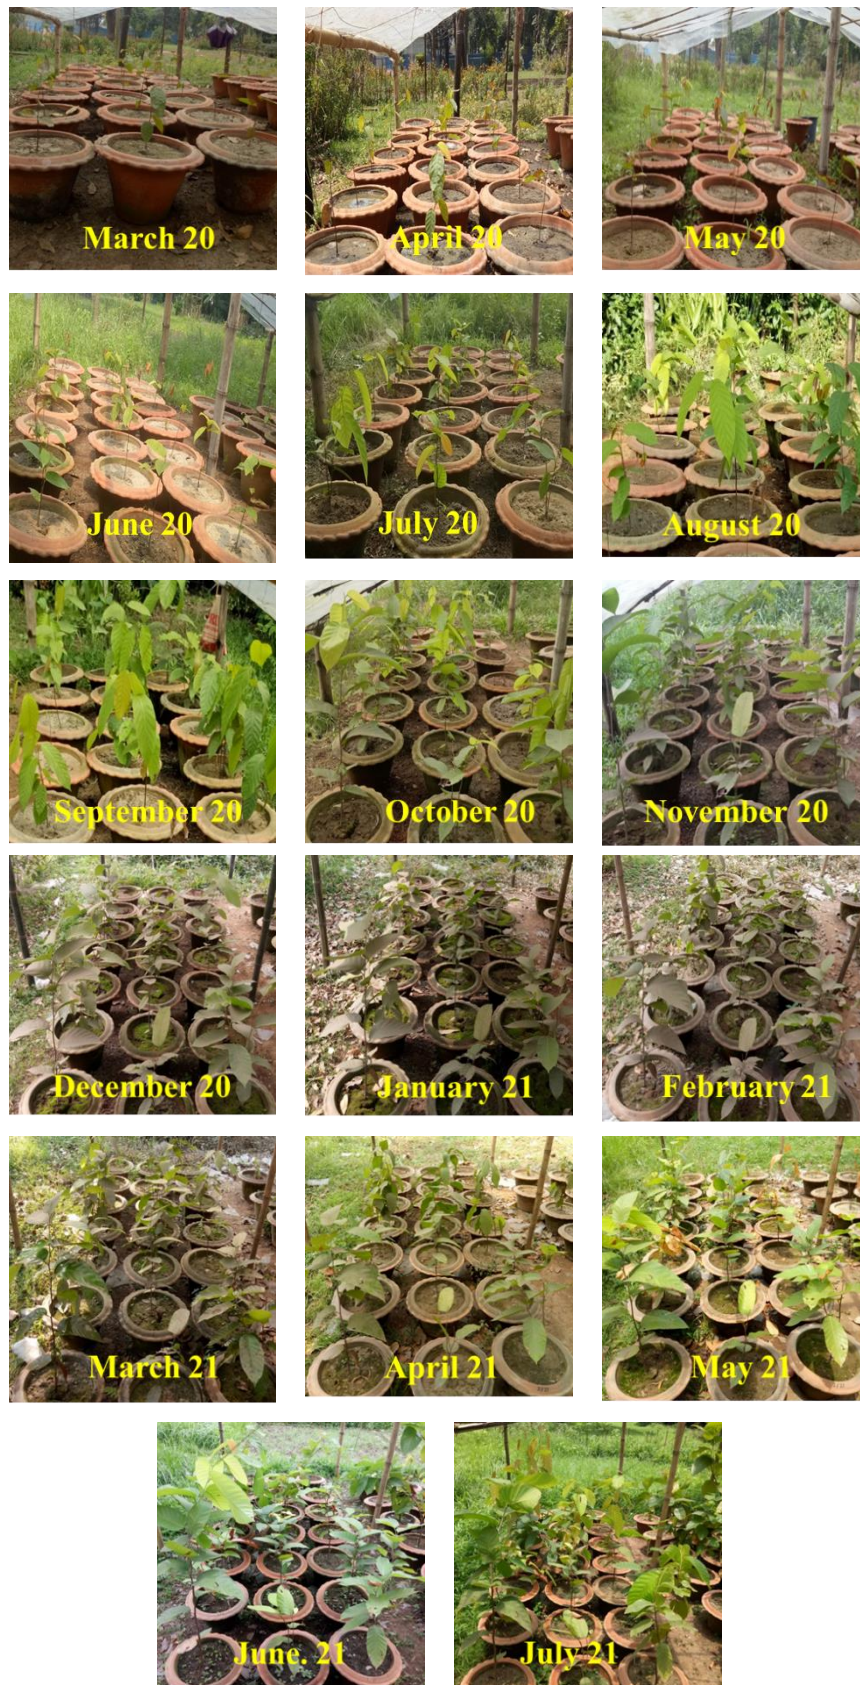 March 20
April 20
May 20
June 20
July 20
August 20
September 20
October 20
November 20
December 20
January 21
February 21
March 21
April 21
May 21
June. 21
July 21